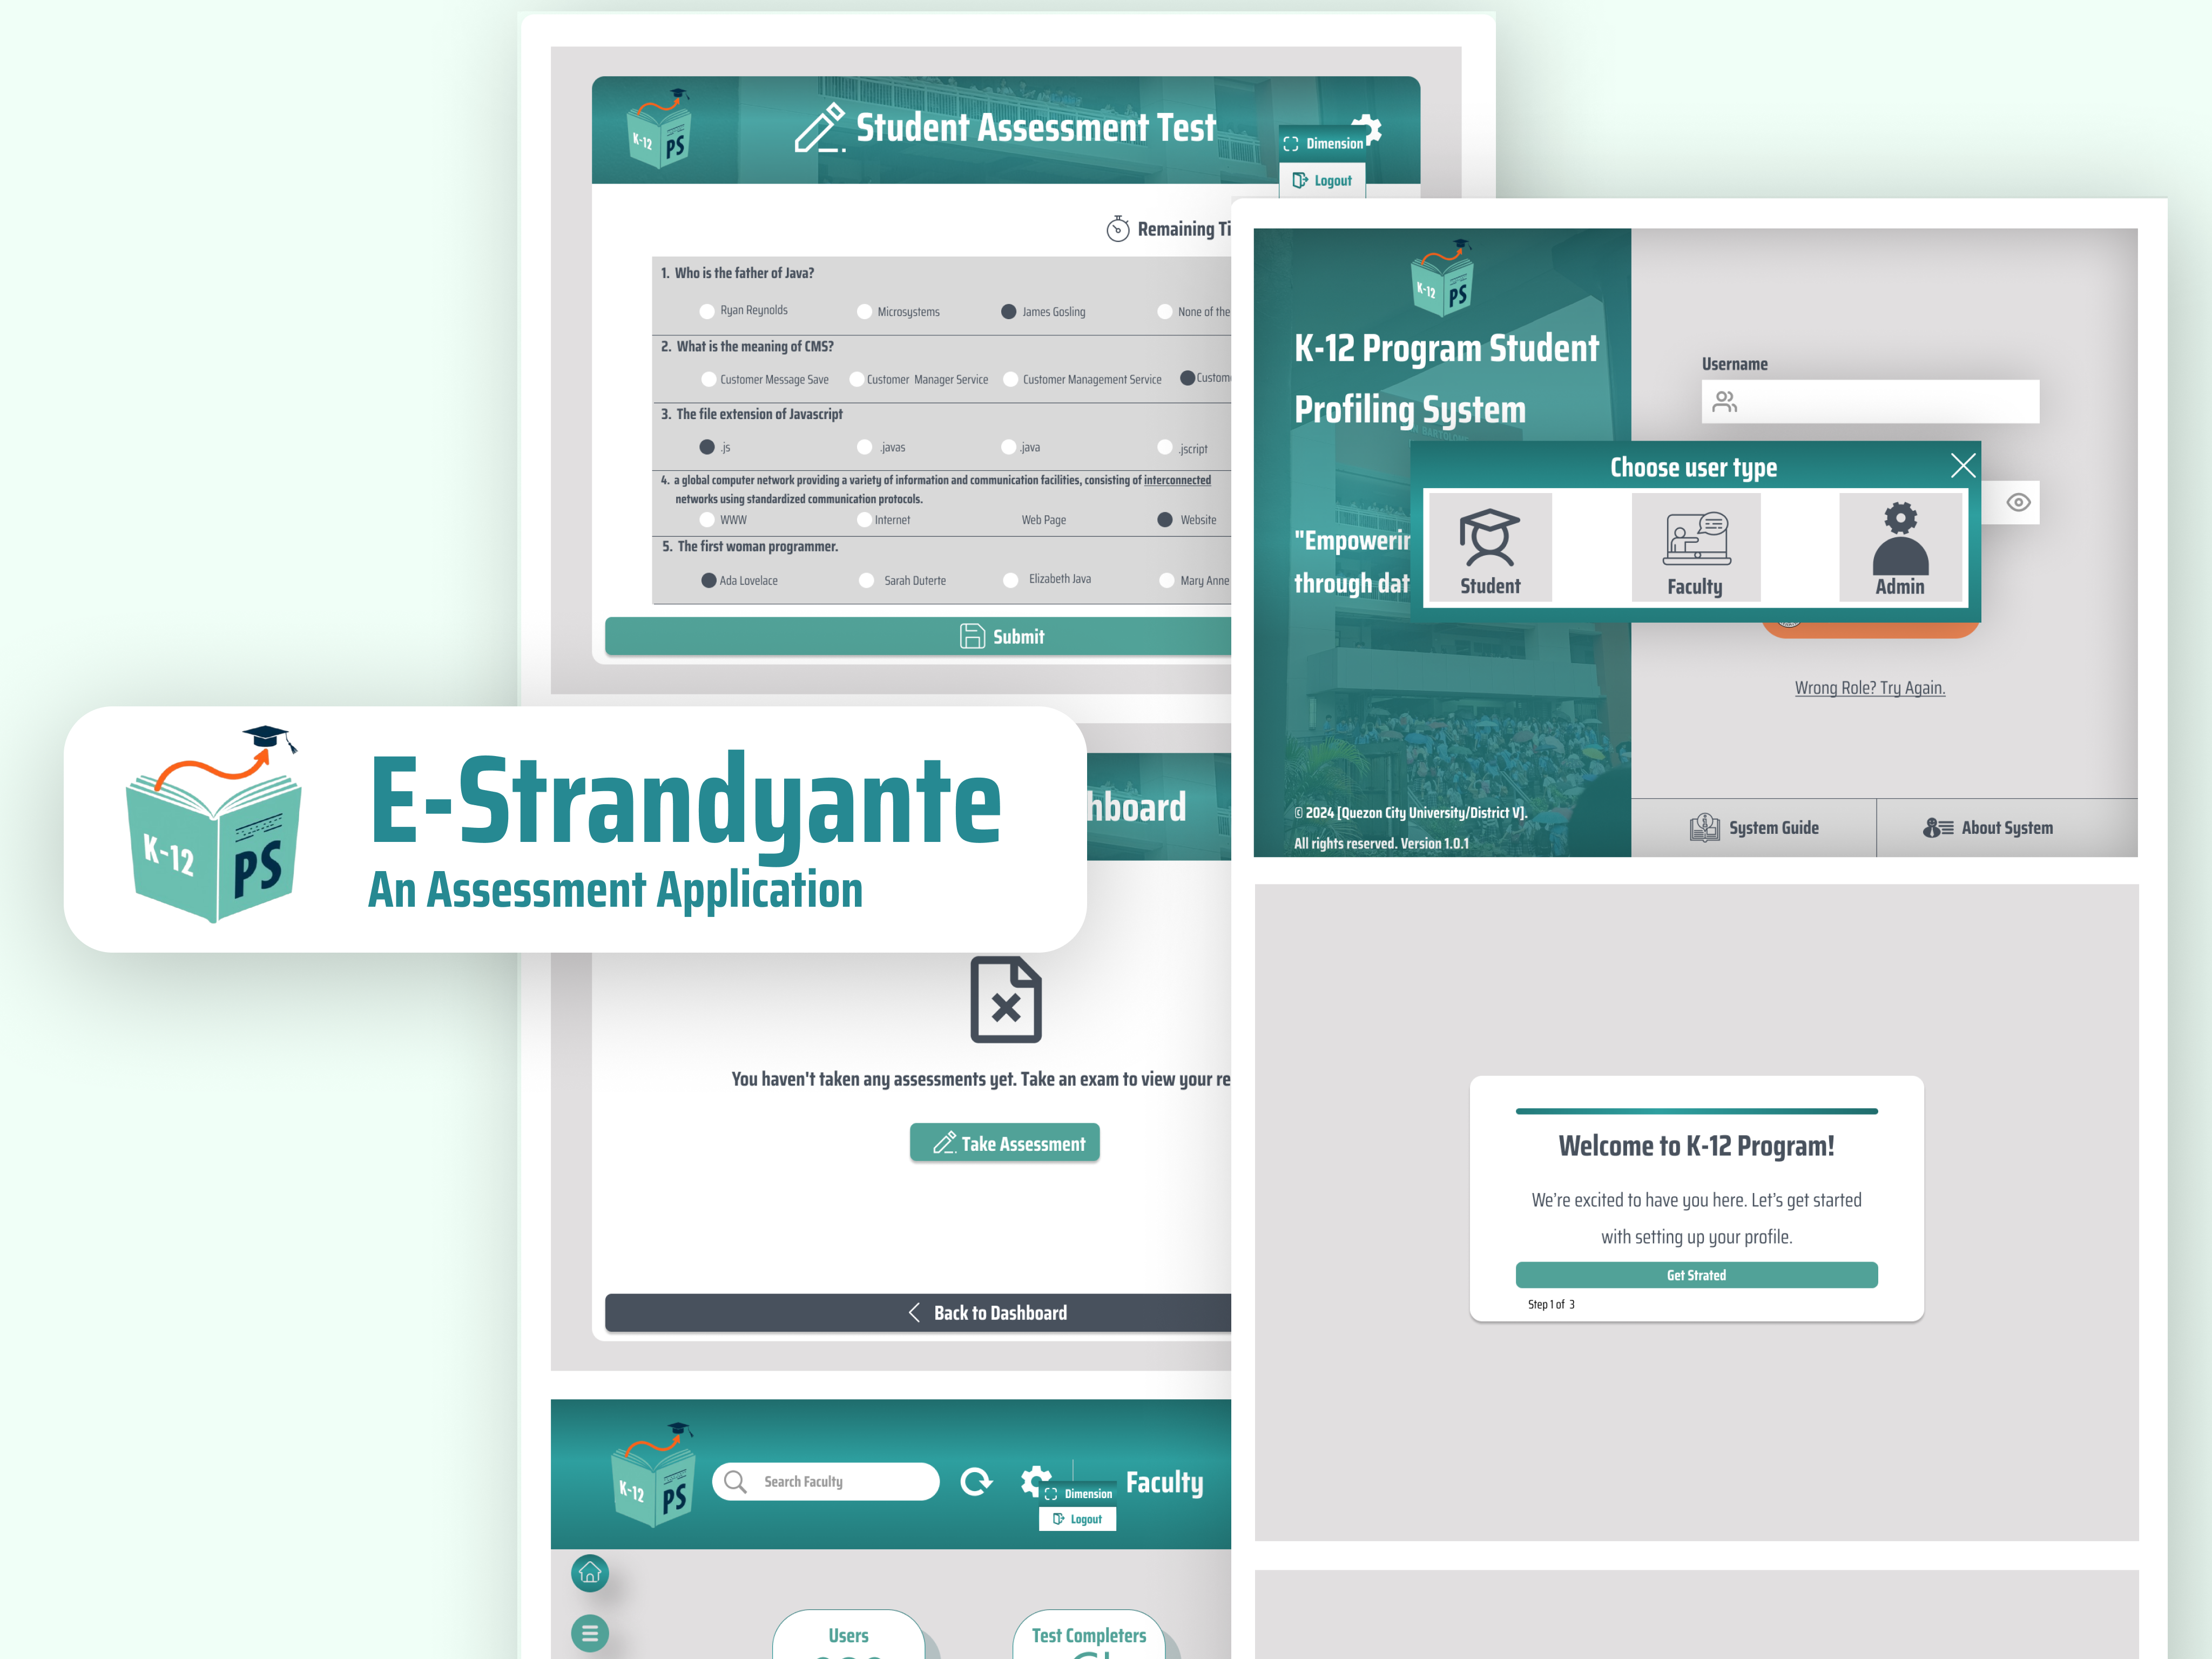 K-12 PS
Student Assessment Test
Dimension
Logout
Remaining
1. Who is the father of Java?
Ryan Reynolds Microsystems James Gosling None of the
2. What is the meaning of CMS?
Customer Message Save Customer Manager Service Customer Management Service
3. The file extension of Javascript
.js .javas .java .jscript
4. a global computer network providing a variety of information and communication facilities, consisting of interconnected
networks using standardized communication protocols.
WWW Internet Web Page Website
5. The first woman programmer.
Ada Lovelace Sarah Duterte Elizabeth Java Mary Anne
Submit
K-12 PS
E-Strandyante
An Assessment Application
hboard
You haven't taken any assessments yet. Take an exam to view your re
Take Assessment
Back to Dashboard
K-12 PS
Search Faculty
Dimension
Logout
Faculty
Users
Test Completers
K-12 PS
K-12 Program Student
Profiling System
"Empowerin
through dat
© 2024 [Quezon City University/District V].
All rights reserved. Version 1.0.1
Username
Choose user type
Student
Faculty
Admin
Wrong Role? Try Again.
System Guide
About System
Welcome to K-12 Program!
We're excited to have you here. Let's get started
with setting up your profile.
Get Strated
Step 1 of 3